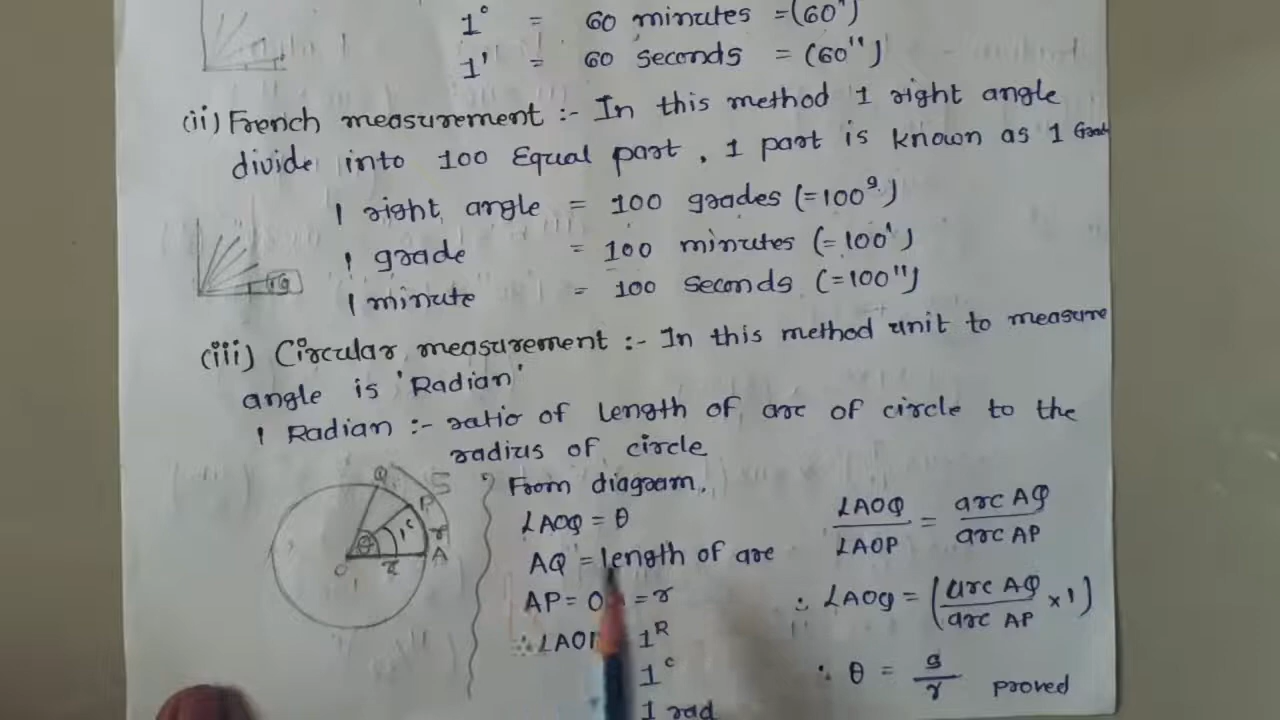 1° = 60 minutes = (60')
1' = 60 seconds = (60")
(ii) French measurement :- In this method 1 right angle
divide into 100 Equal part, 1 part is known as 1
1 right angle = 100 grades (=100g)
1 grade = 100 minutes (=100')
1 minute = 100 seconds (=100")
(iii) Circular measurement :- In this method unit to measure
angle is 'Radian'
1 Radian :- ratio of length of arc of circle to the
radius of circle
Q S P 1c r A θ O r
From diagram,
∠AOQ = θ
AQ = length of arc
AP = O = r
∴ ∠AO 1R
1c
1 rad
∠AOQ / ∠AOP = arc AQ / arc AP
∴ ∠AOQ = (arc AQ / arc AP × 1)
∴ θ = s / r proved